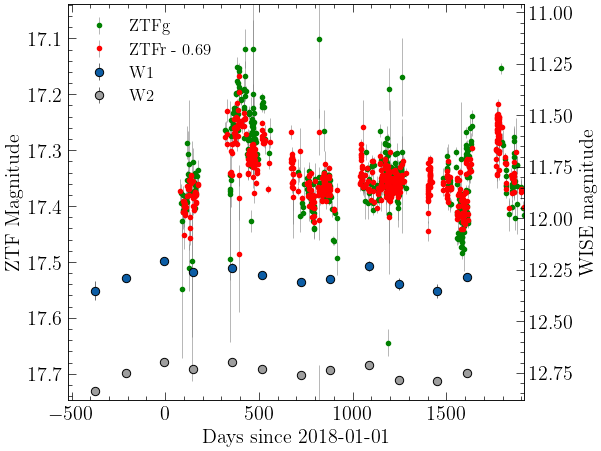 ZTFg
ZTFr - 0.69
W1
W2
17.1
17.2
17.3
17.4
17.5
17.6
17.7
ZTF Magnitude
11.00
11.25
11.50
11.75
12.00
12.25
12.50
12.75
WISE magnitude
−500
0
500
1000
1500
Days since 2018-01-01